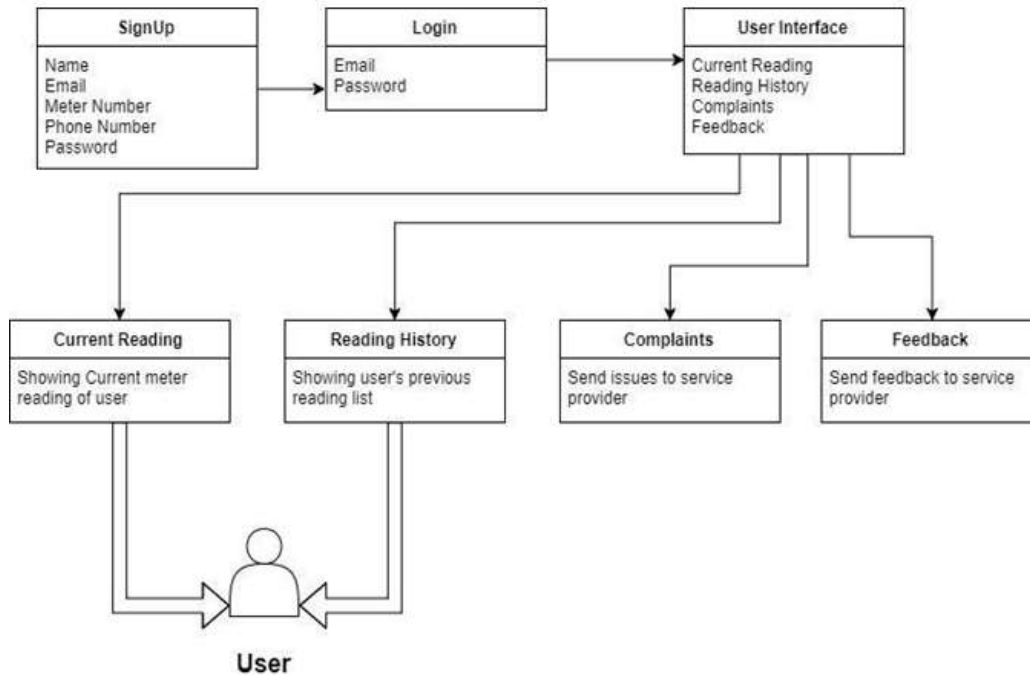 SignUp
Name
Email
Meter Number
Phone Number
Password
Login
Email
Password
User Interface
Current Reading
Reading History
Complaints
Feedback
Current Reading
Showing Current meter
reading of user
Reading History
Showing user's previous
reading list
Complaints
Send issues to service
provider
Feedback
Send feedback to service
provider
User